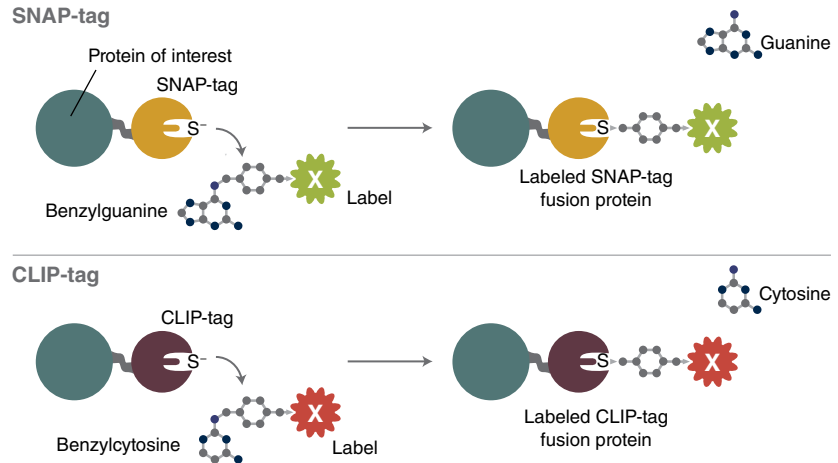 SNAP-tag
Protein of interest
SNAP-tag
S–
X
Benzylguanine
Label
Guanine
S
X
Labeled SNAP-tag
fusion protein
CLIP-tag
CLIP-tag
S–
X
Benzylcytosine
Label
Cytosine
S
X
Labeled CLIP-tag
fusion protein